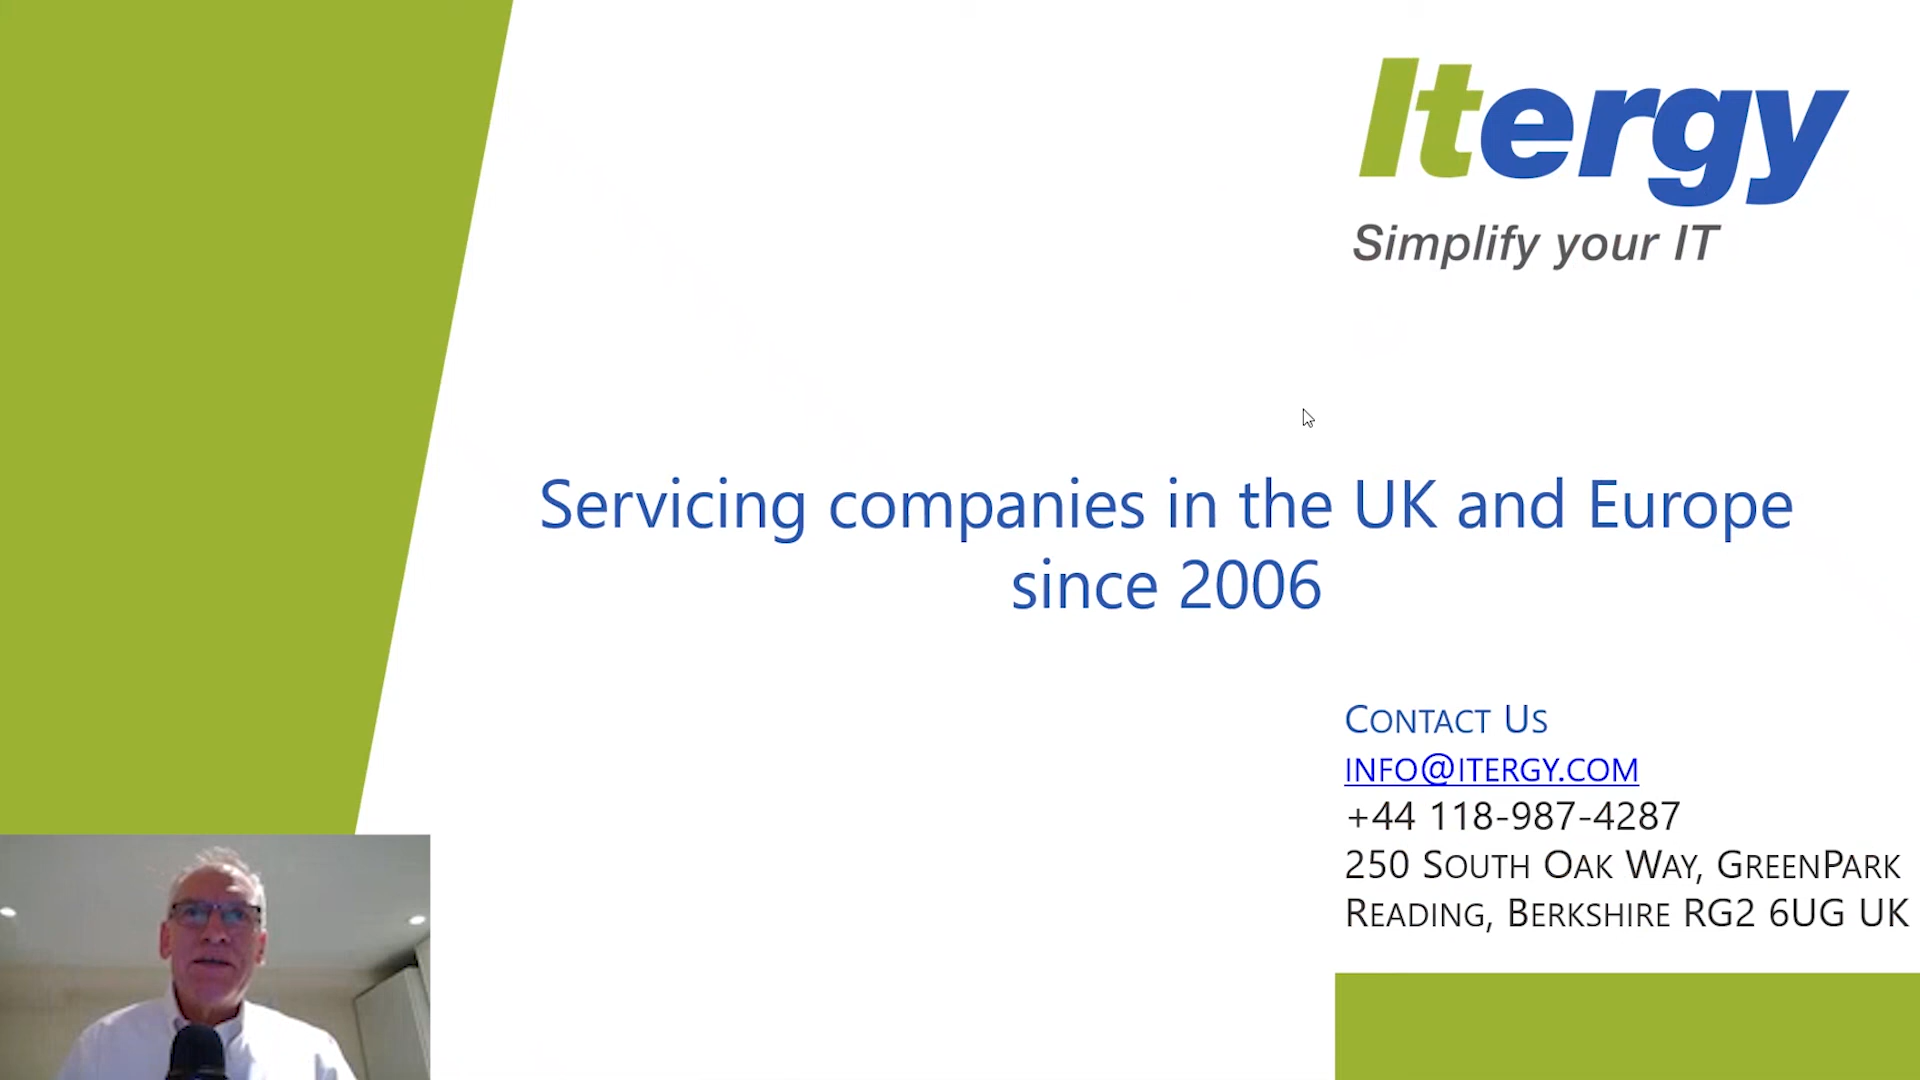 Itergy
Simplify your IT
Servicing companies in the UK and Europe
since 2006
CONTACT US
INFO@ITERGY.COM
+44 118-987-4287
250 SOUTH OAK WAY, GREENPARK
READING, BERKSHIRE RG2 6UG UK